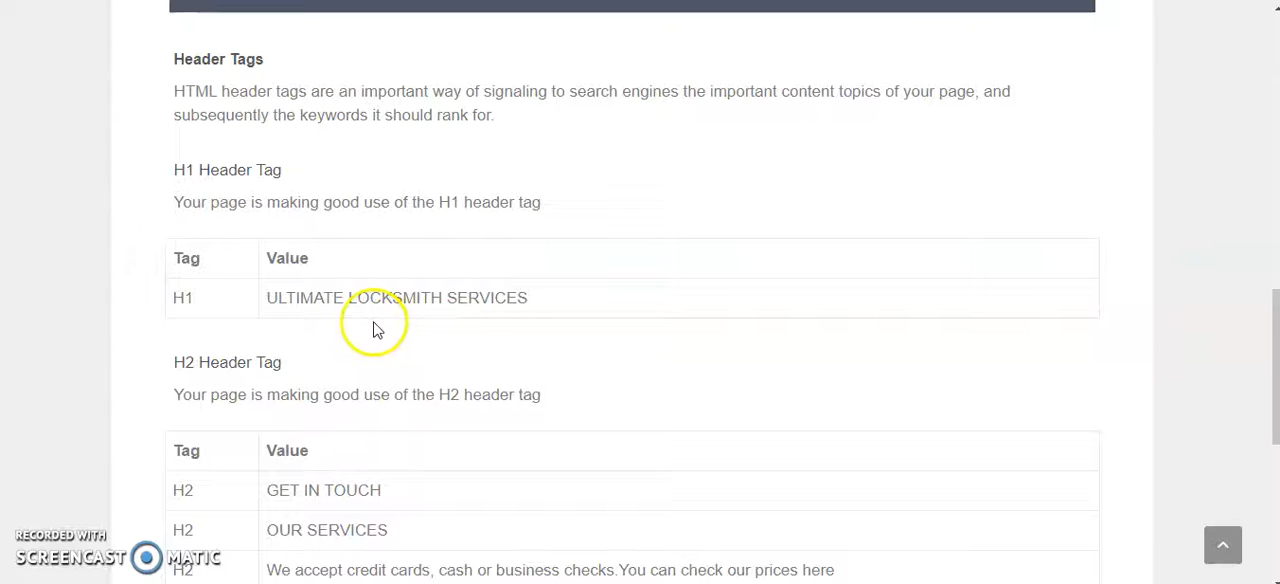 Header Tags
HTML header tags are an important way of signaling to search engines the important content topics of your page, and
subsequently the keywords it should rank for.
H1 Header Tag
Your page is making good use of the H1 header tag
Tag Value
H1 ULTIMATE LOCKSMITH SERVICES
H2 Header Tag
Your page is making good use of the H2 header tag
Tag Value
H2 GET IN TOUCH
H2 OUR SERVICES
H2 We accept credit cards, cash or business checks.You can check our prices here
RECORDED WITH
SCREENCAST MATIC